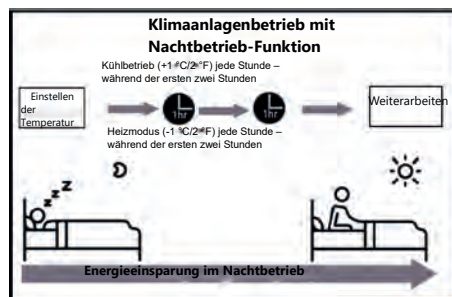 Klimaanlagenbetrieb mit
Nachtbetrieb-Funktion
Kühlbetrieb (+1 °C/2 °F) jede Stunde –
während der ersten zwei Stunden
Einstellen
der
Temperatur
1hr
1hr
Weiterarbeiten
Heizmodus (-1 °C/2 °F) jede Stunde –
während der ersten zwei Stunden
z z z z
Energieeinsparung im Nachtbetrieb